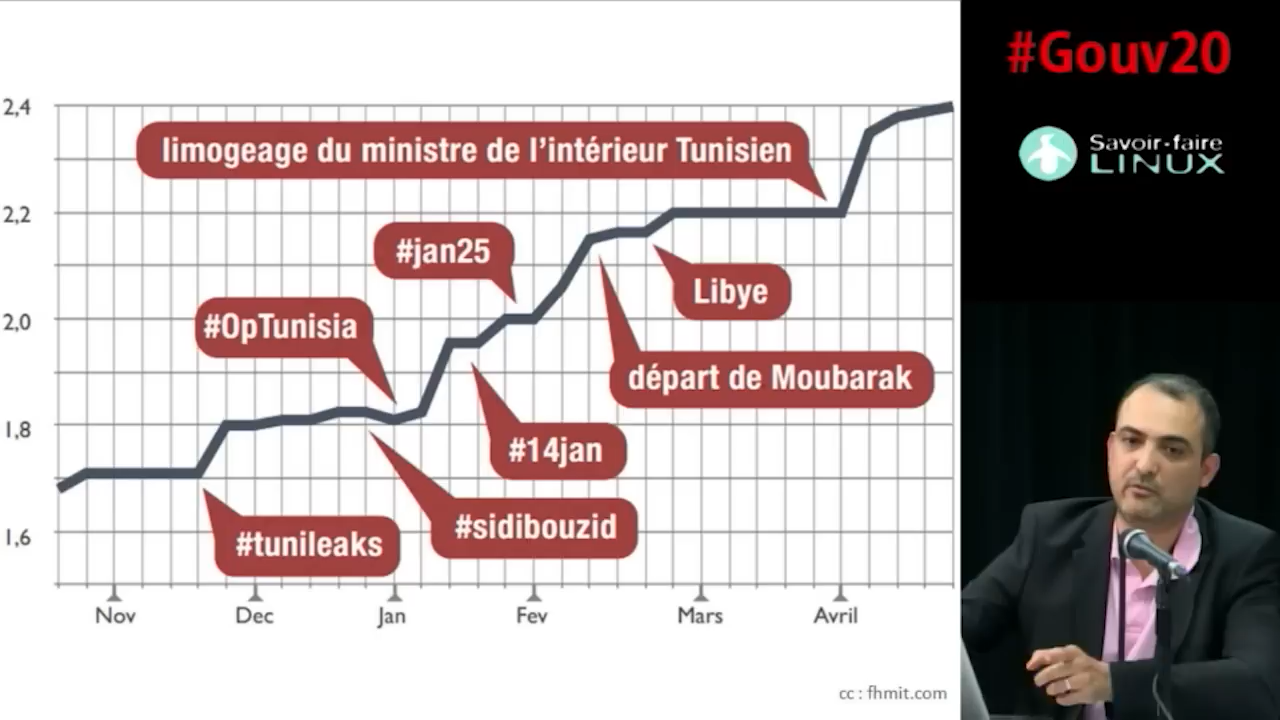 #Gouv20
Savoir-faire
LINUX
2,4
2,2
2,0
1,8
1,6
limogeage du ministre de l'intérieur Tunisien
#jan25
Libye
#OpTunisia
départ de Moubarak
#14jan
#sidibouzid
#tunileaks
Nov
Dec
Jan
Fev
Mars
Avril
cc : fhmit.com